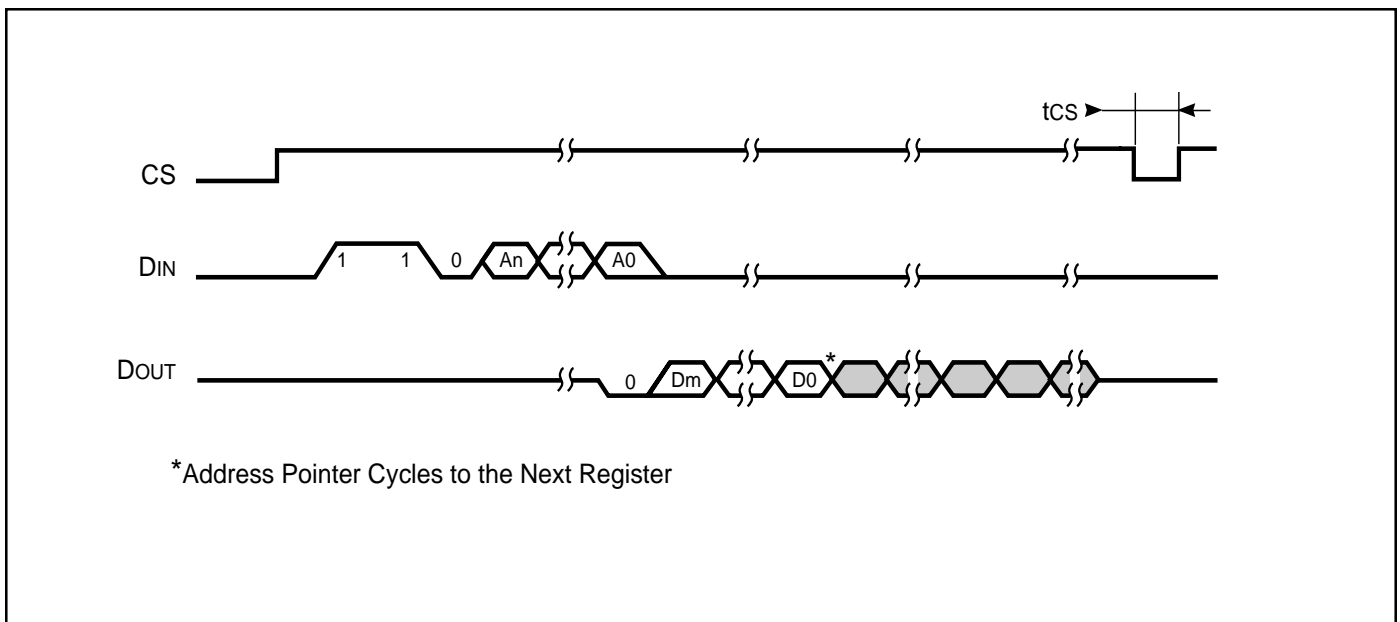 tCS
CS
DIN
1 1 0 An A0
DOUT
0 Dm D0 *
*Address Pointer Cycles to the Next Register